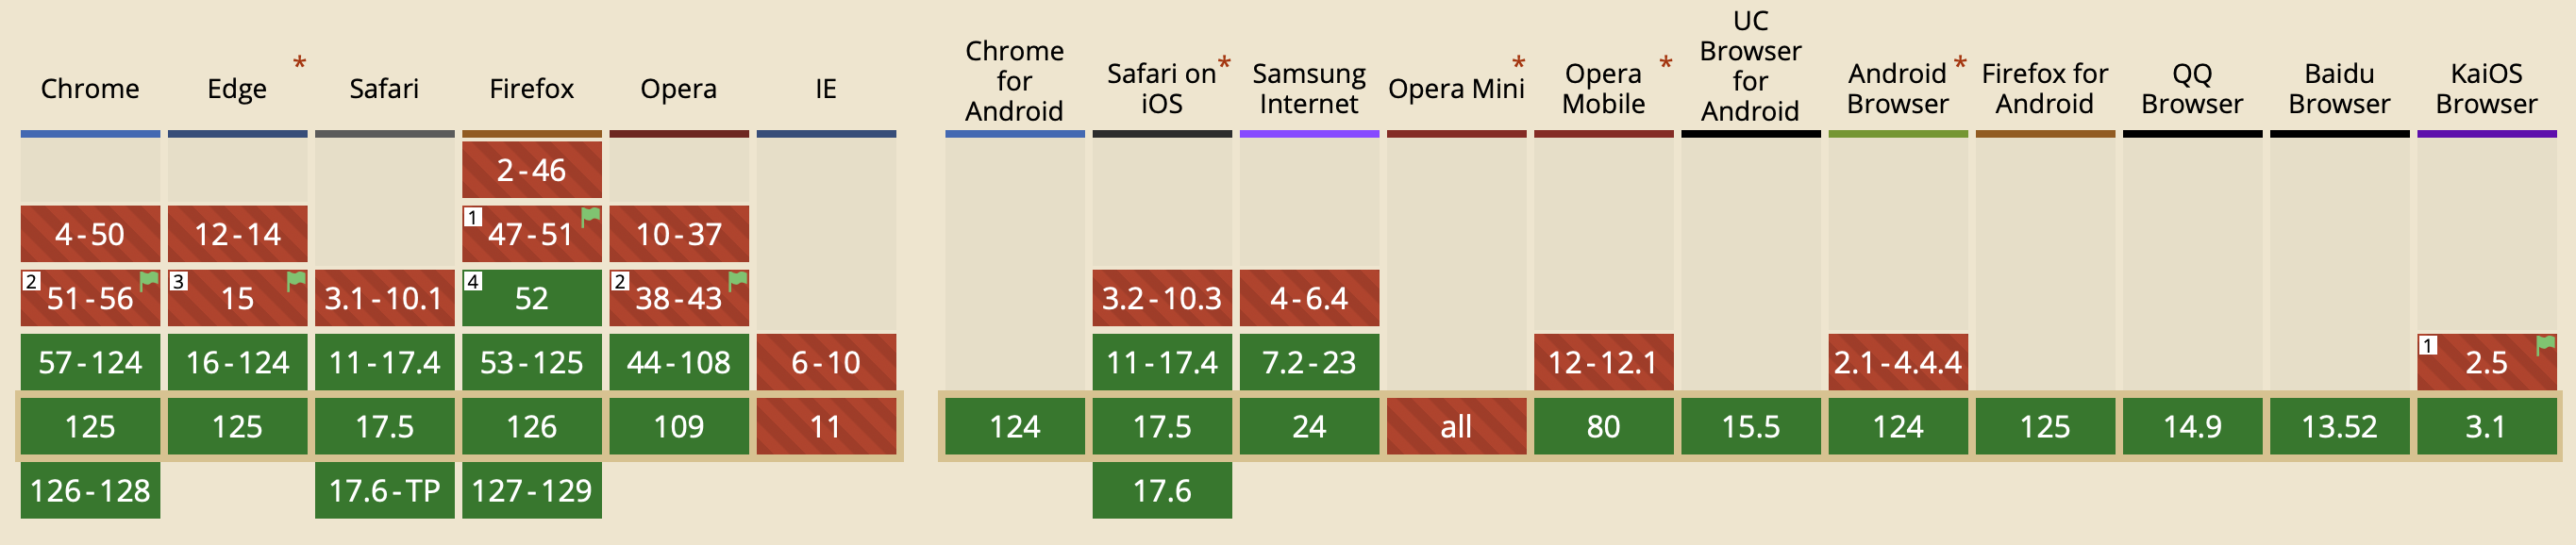 Chrome
Edge *
Safari
Firefox
Opera
IE
Chrome
for
Android
Safari on *
iOS
Samsung
Internet
Opera Mini *
Opera *
Mobile
UC
Browser
for
Android
Android *
Browser
Firefox for
Android
QQ
Browser
Baidu
Browser
KaiOS
Browser
2-46
4-50
12-14
1 47-51
10-37
2 51-56
3 15
3.1-10.1
4 52
2 38-43
3.2-10.3
4-6.4
57-124
16-124
11-17.4
53-125
44-108
6-10
11-17.4
7.2-23
12-12.1
2.1-4.4.4
1 2.5
125
125
17.5
126
109
11
124
17.5
24
all
80
15.5
124
125
14.9
13.52
3.1
126-128
17.6-TP
127-129
17.6